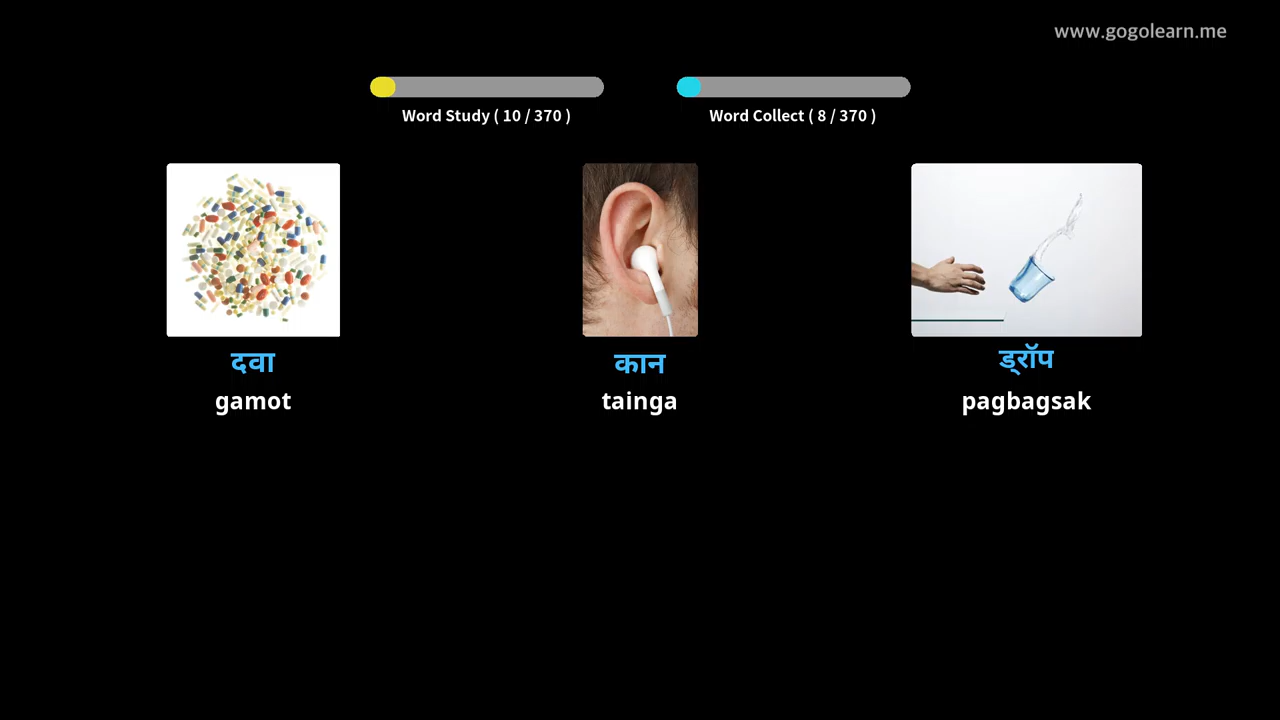 www.gogolearn.me
Word Study ( 10 / 370 )
Word Collect ( 8 / 370 )
दवा
कान
ड्रॉप
gamot
tainga
pagbagsak